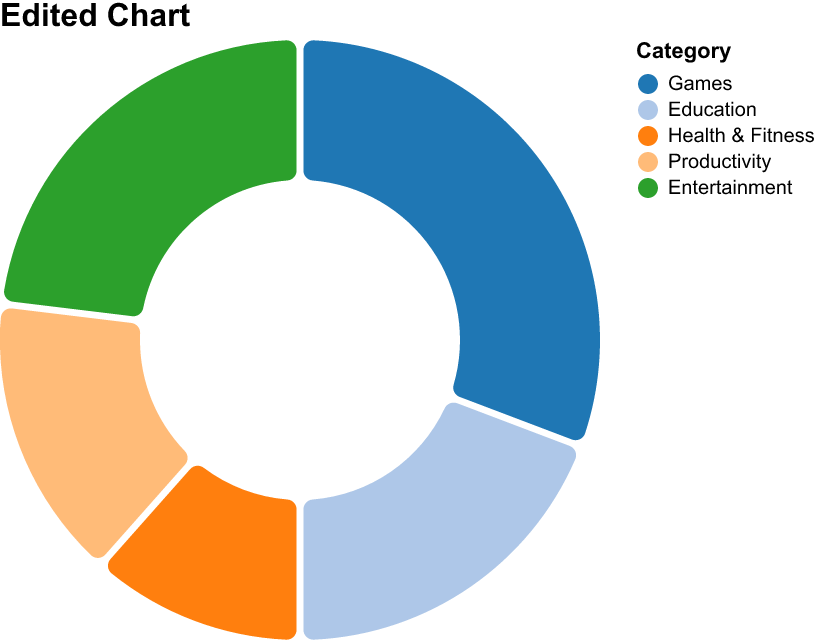 Edited Chart
Category
Games
Education
Health & Fitness
Productivity
Entertainment